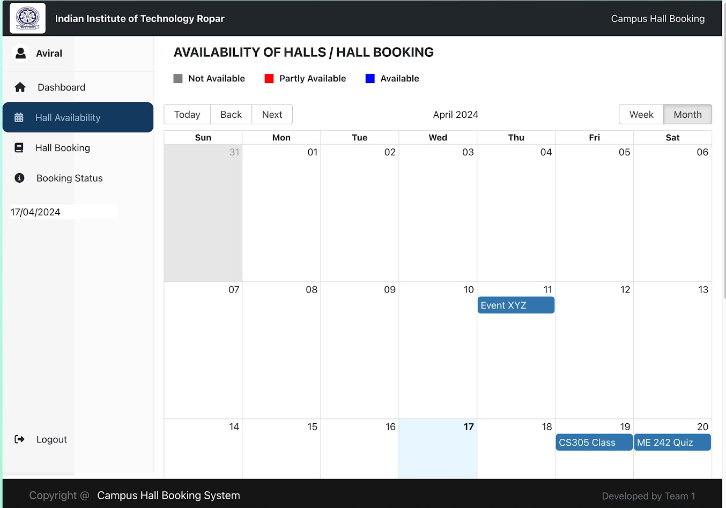 Indian Institute of Technology Ropar
Campus Hall Booking
Aviral
Dashboard
Hall Availability
Hall Booking
Booking Status
17/04/2024
Logout
AVAILABILITY OF HALLS / HALL BOOKING
Not Available Partly Available Available
Today Back Next April 2024 Week Month
Sun Mon Tue Wed Thu Fri Sat
31 01 02 03 04 05 06
07 08 09 10 11 12 13
Event XYZ
14 15 16 17 18 19 20
CS305 Class ME 242 Quiz
Copyright @ Campus Hall Booking System
Developed by Team 1